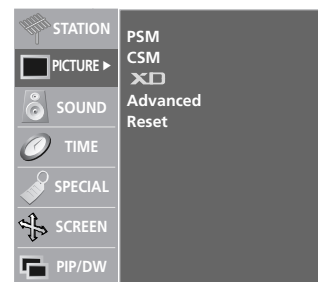 STATION
PICTURE ►
SOUND
TIME
SPECIAL
SCREEN
PIP/DW
PSM
CSM
XD
Advanced
Reset